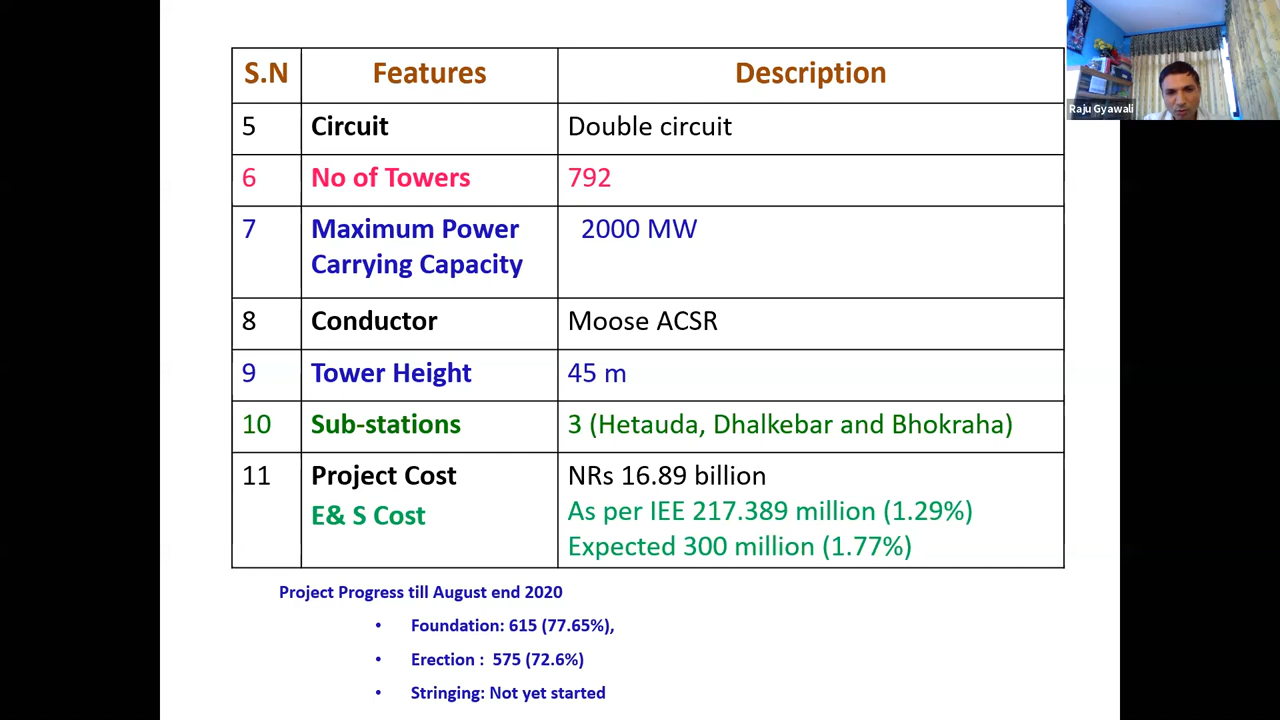 S.N Features Description
5 Circuit Double circuit
6 No of Towers 792
7 Maximum Power 2000 MW
Carrying Capacity
8 Conductor Moose ACSR
9 Tower Height 45 m
10 Sub-stations 3 (Hetauda, Dhalkebar and Bhokraha)
11 Project Cost NRs 16.89 billion
E& S Cost As per IEE 217.389 million (1.29%)
Expected 300 million (1.77%)
Project Progress till August end 2020
• Foundation: 615 (77.65%),
• Erection : 575 (72.6%)
• Stringing: Not yet started
Raju Gyawali